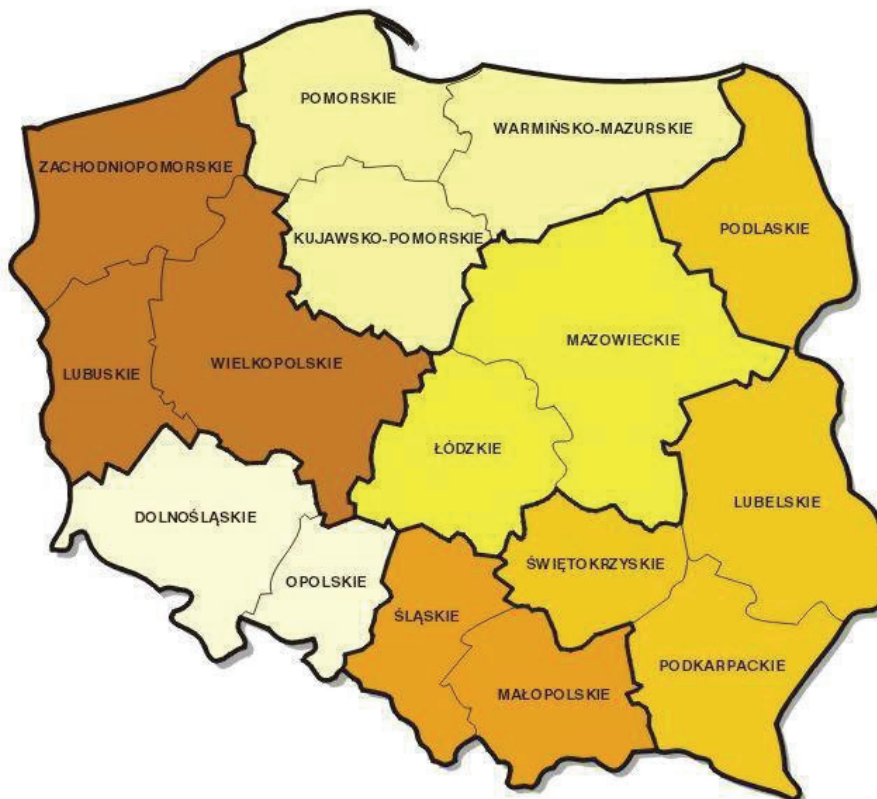 POMORSKIE
WARMIŃSKO-MAZURSKIE
ZACHODNIOPOMORSKIE
PODLASKIE
KUJAWSKO-POMORSKIE
MAZOWIECKIE
WIELKOPOLSKIE
LUBUSKIE
ŁÓDZKIE
LUBELSKIE
DOLNOŚLĄSKIE
ŚWIĘTOKRZYSKIE
OPOLSKIE
ŚLĄSKIE
PODKARPACKIE
MAŁOPOLSKIE